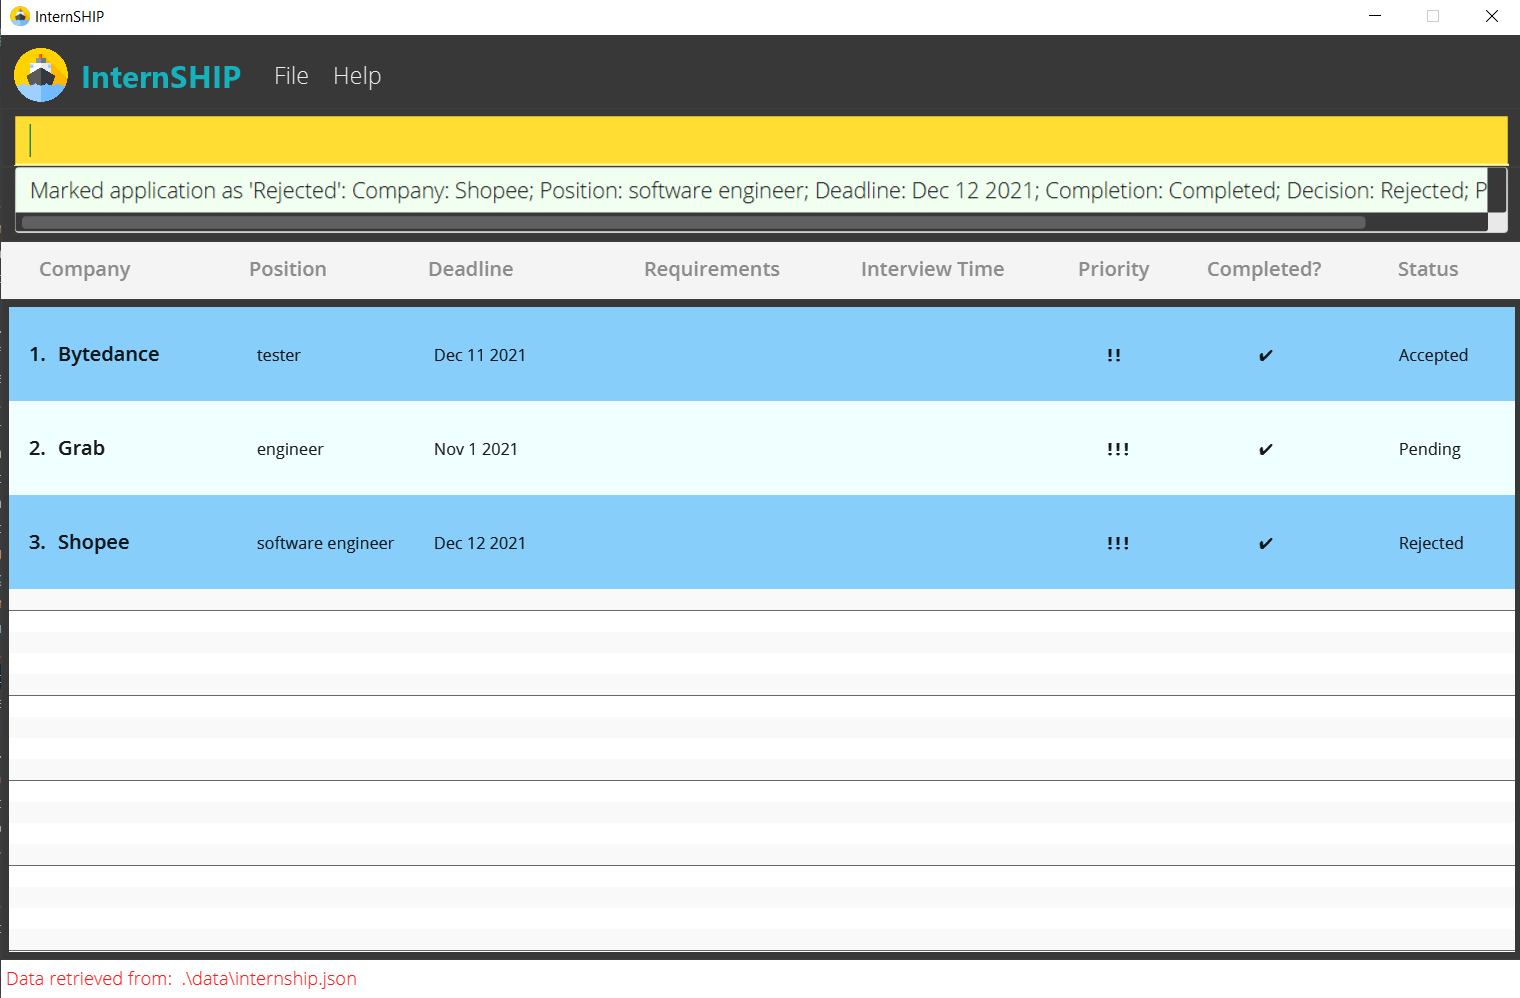 InternSHIP
InternSHIP File Help
Marked application as 'Rejected': Company: Shopee; Position: software engineer; Deadline: Dec 12 2021; Completion: Completed; Decision: Rejected; P
Company Position Deadline Requirements Interview Time Priority Completed? Status
1. Bytedance tester Dec 11 2021 !! ✔ Accepted
2. Grab engineer Nov 1 2021 !!! ✔ Pending
3. Shopee software engineer Dec 12 2021 !!! ✔ Rejected
Data retrieved from: .\data\internship.json